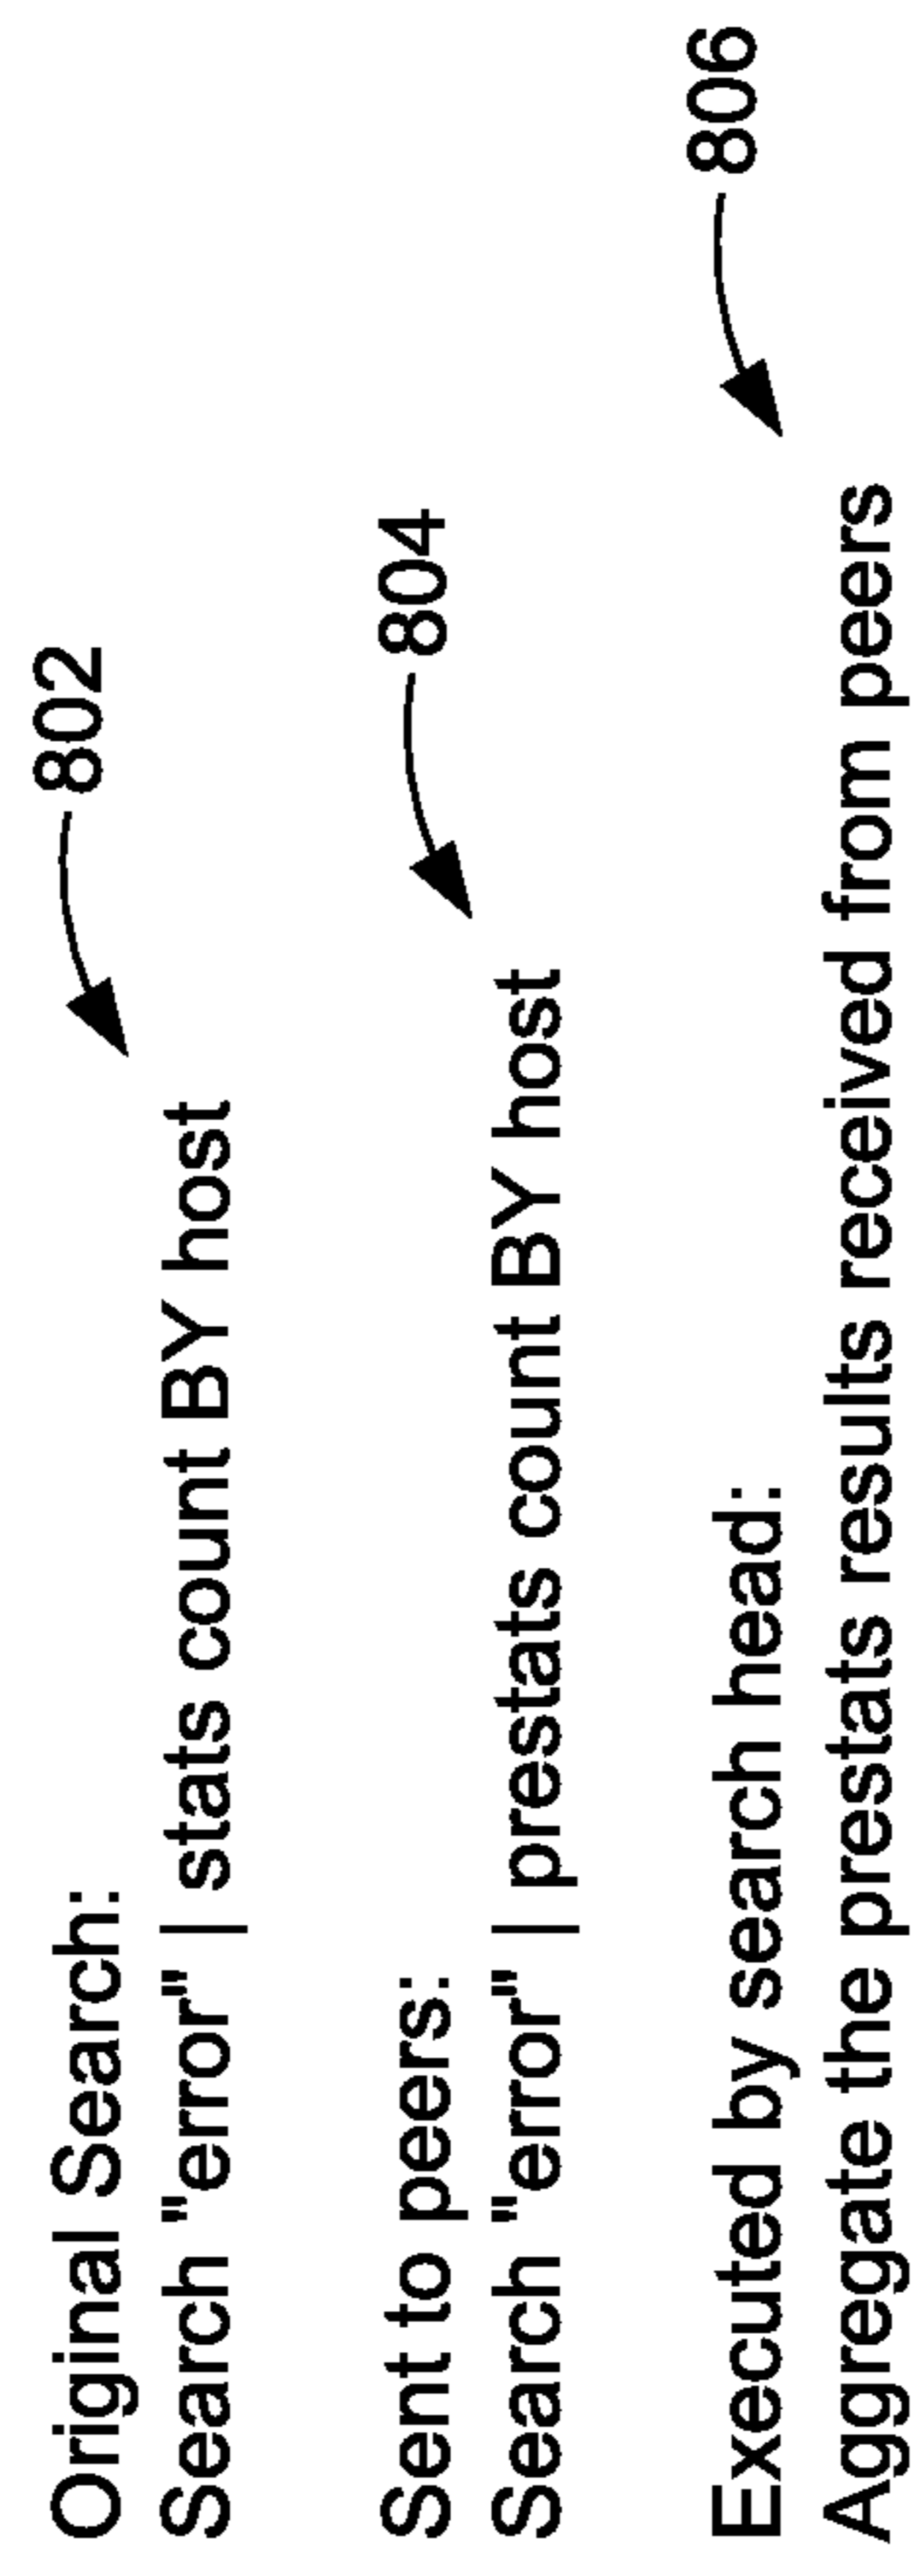 Original Search: 802
Search "error" | stats count BY host
Sent to peers: 804
Search "error" | prestats count BY host
Executed by search head: 806
Aggregate the prestats results received from peers